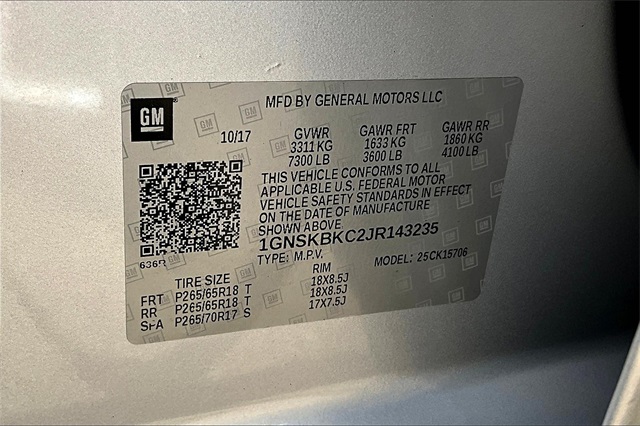 GM
MFD BY GENERAL MOTORS LLC
10/17 GVWR GAWR FRT GAWR RR
3311 KG 1633 KG 1860 KG
7300 LB 3600 LB 4100 LB
THIS VEHICLE CONFORMS TO ALL
APPLICABLE U.S. FEDERAL MOTOR
VEHICLE SAFETY STANDARDS IN EFFECT
ON THE DATE OF MANUFACTURE
SHOWN ABOVE
1GNSKBKC2JR143235
636R TYPE: M.P.V. MODEL: 25CK15706
TIRE SIZE RIM
FRT P265/65R18 T 18X8.5J
RR P265/65R18 T 18X8.5J
SPA P265/70R17 S 17X7.5J